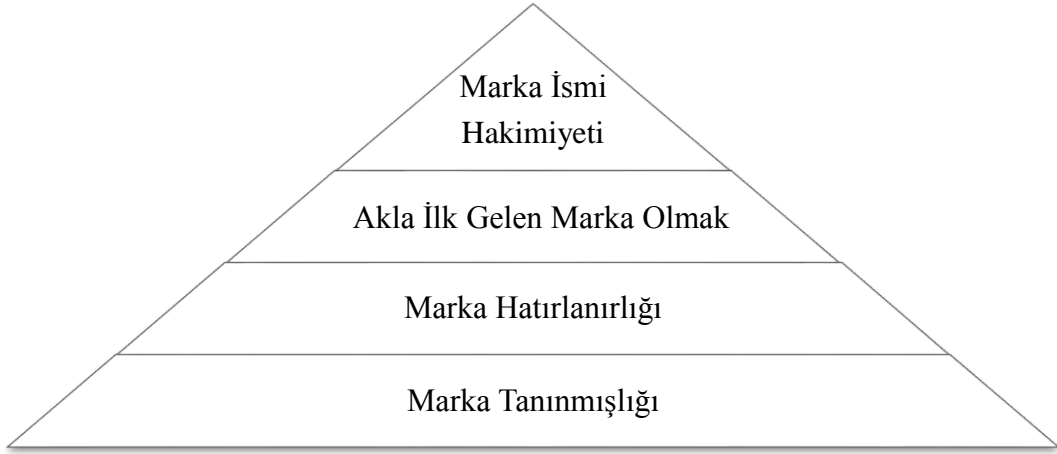 Marka İsmi
Hakimiyeti
Akla İlk Gelen Marka Olmak
Marka Hatırlanırlığı
Marka Tanınmışlığı